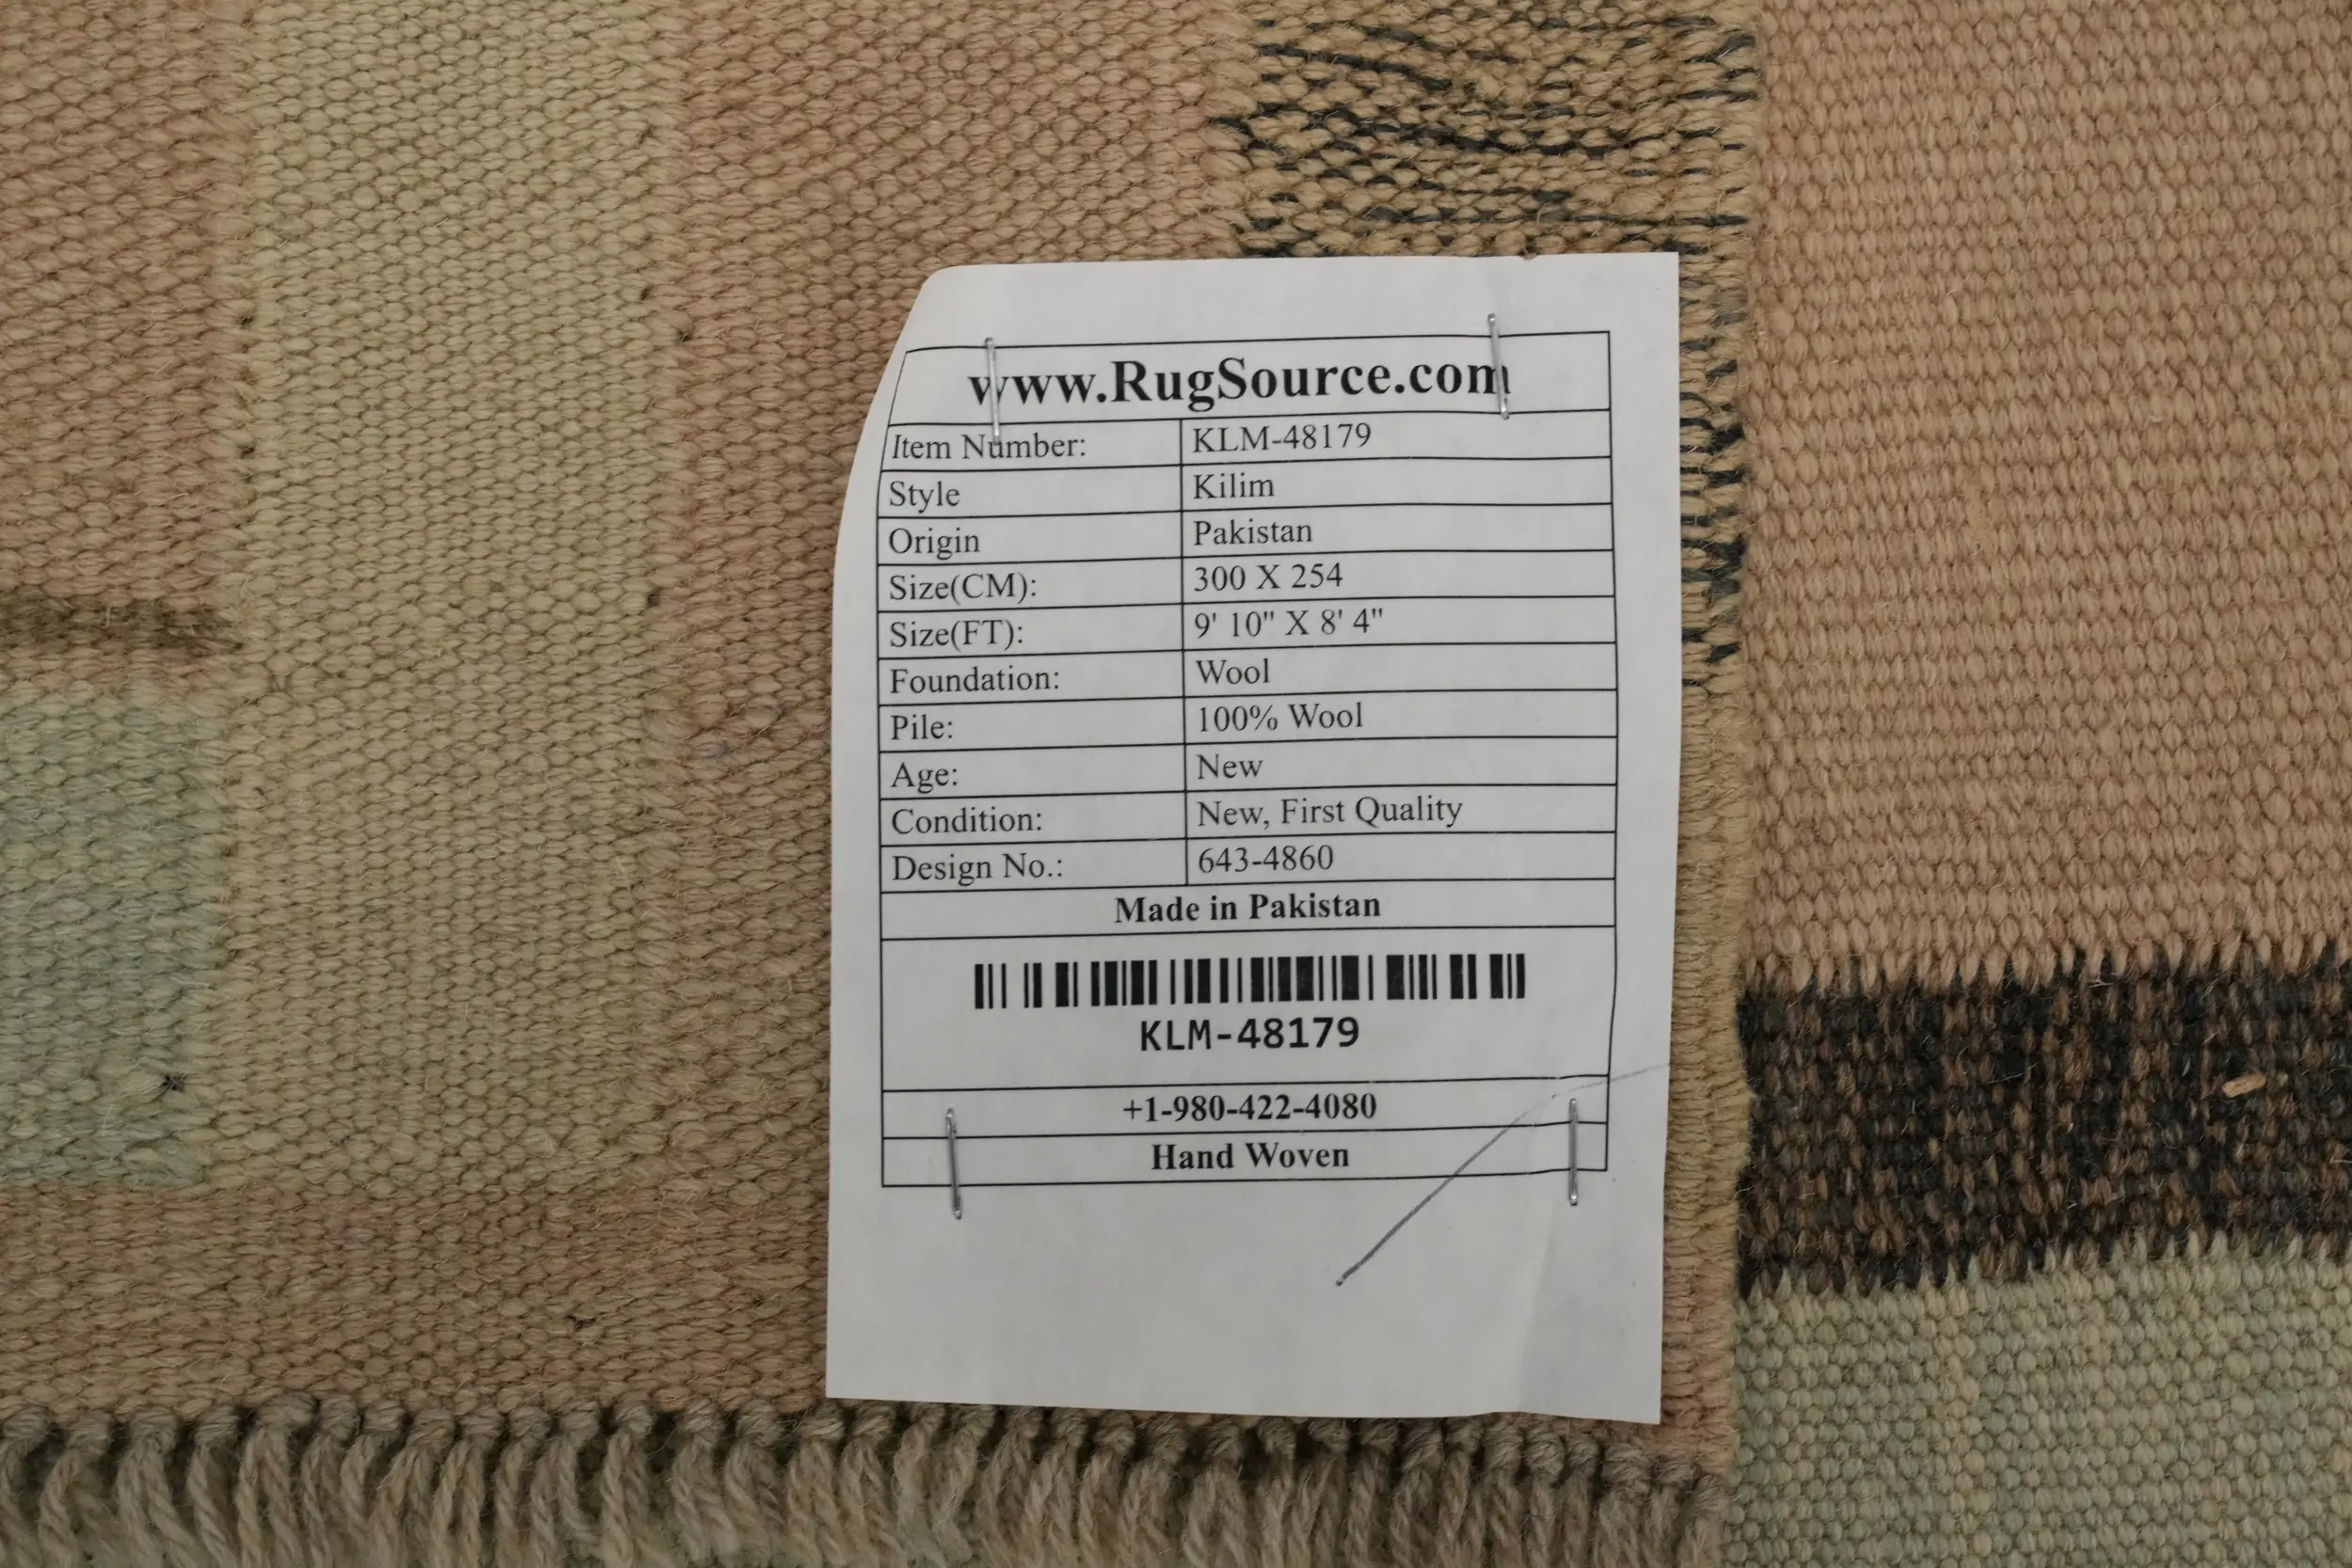 www.RugSource.com
Item Number: KLM-48179
Style Kilim
Origin Pakistan
Size(CM): 300 X 254
Size(FT): 9' 10" X 8' 4"
Foundation: Wool
Pile: 100% Wool
Age: New
Condition: New, First Quality
Design No.: 643-4860
Made in Pakistan
KLM-48179
+1-980-422-4080
Hand Woven